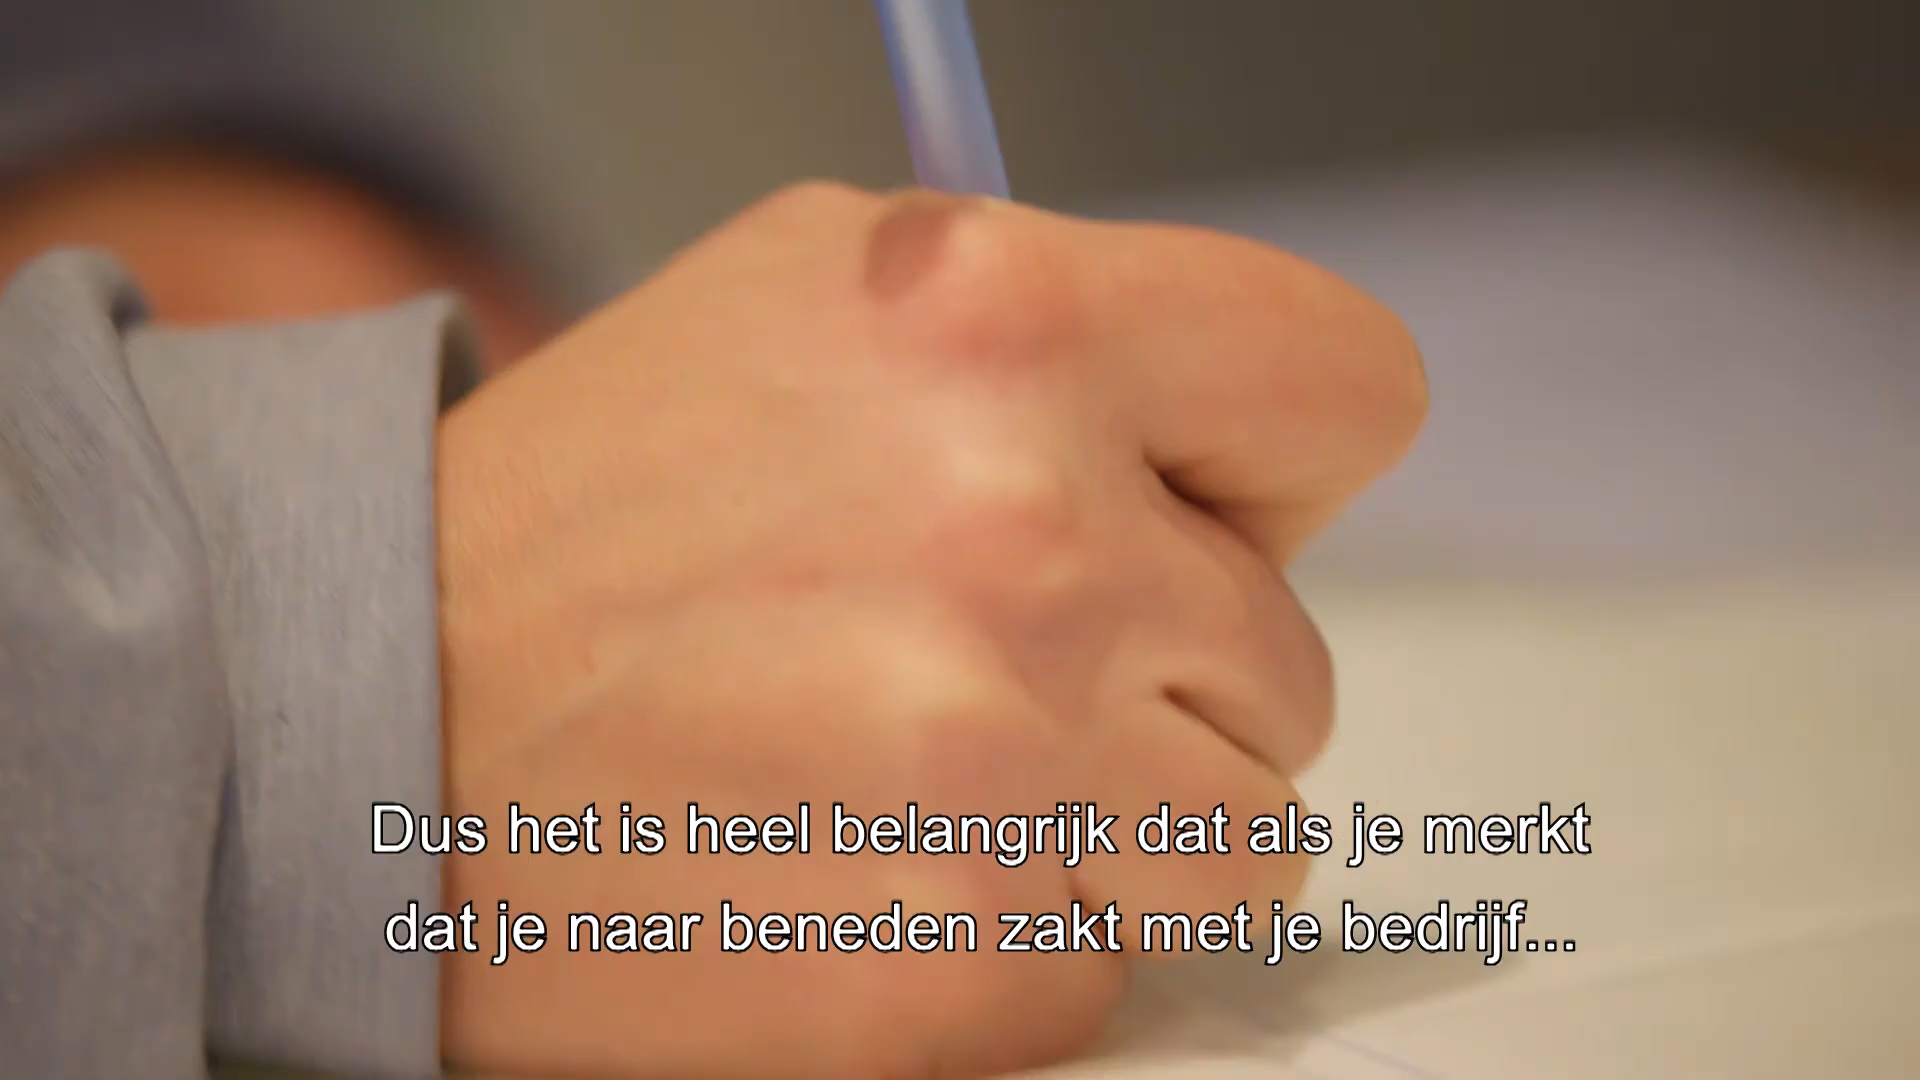 Dus het is heel belangrijk dat als je merkt
dat je naar beneden zakt met je bedrijf...